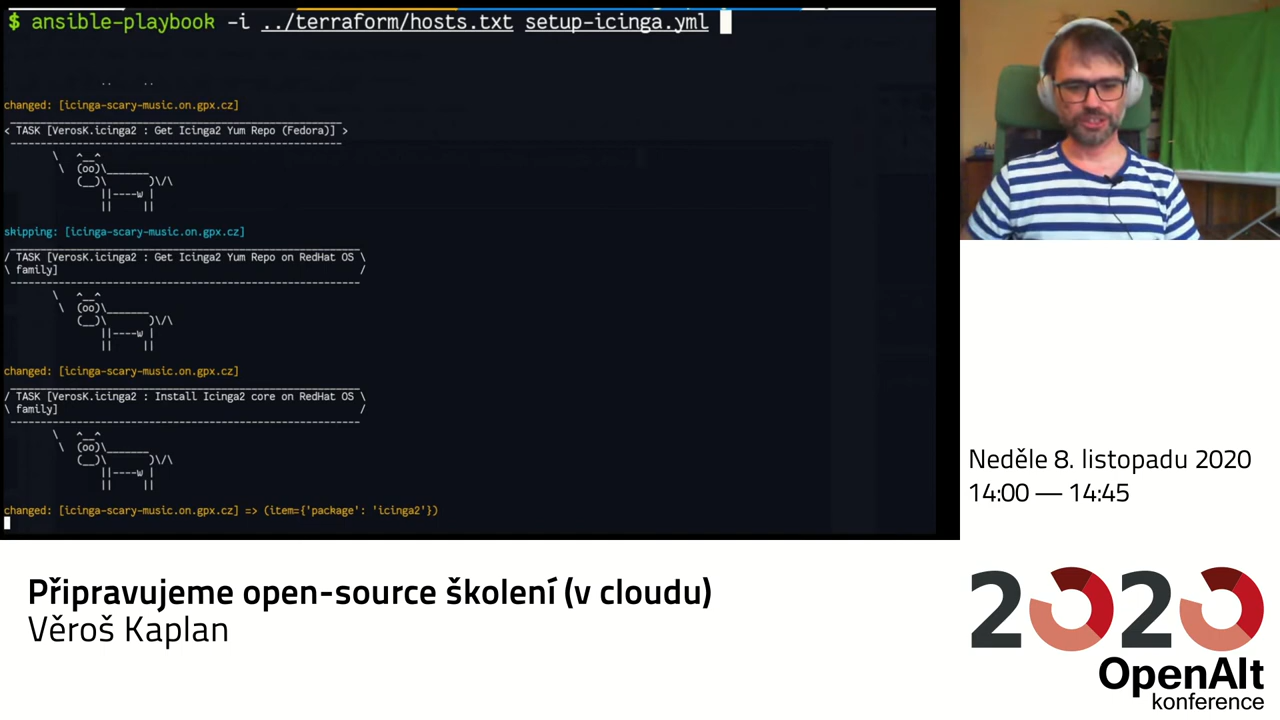 $ ansible-playbook -i ../terraform/hosts.txt setup-icinga.yml
changed: [icinga-scary-music.on.gpx.cz]
< TASK [VerosK.icinga2 : Get Icinga2 Yum Repo (Fedora)] >
skipping: [icinga-scary-music.on.gpx.cz]
/ TASK [VerosK.icinga2 : Get Icinga2 Yum Repo on RedHat OS \
\ family] /
changed: [icinga-scary-music.on.gpx.cz]
/ TASK [VerosK.icinga2 : Install Icinga2 core on RedHat OS \
\ family] /
changed: [icinga-scary-music.on.gpx.cz] => (item={'package': 'icinga2'})
Neděle 8. listopadu 2020
14:00 — 14:45
Připravujeme open-source školení (v cloudu)
Věroš Kaplan
2020
OpenAlt
konference